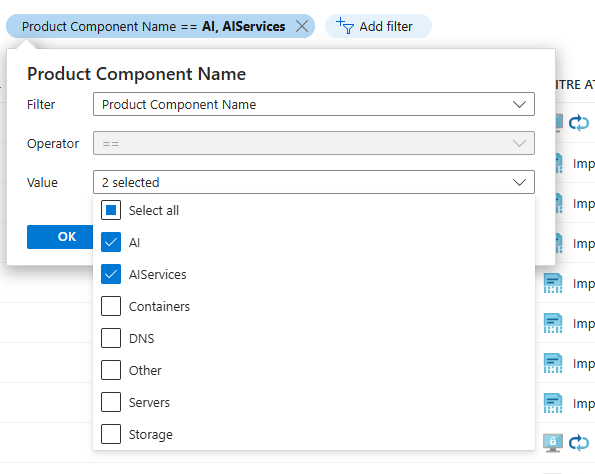 Product Component Name == AI, AIServices
Add filter
Product Component Name
ITRE AT
Filter
Product Component Name
Operator
==
Value
2 selected
Select all
OK
AI
AIServices
Containers
DNS
Other
Servers
Storage
Imp
Imp
Imp
Imp
Imp
Imp
Imp